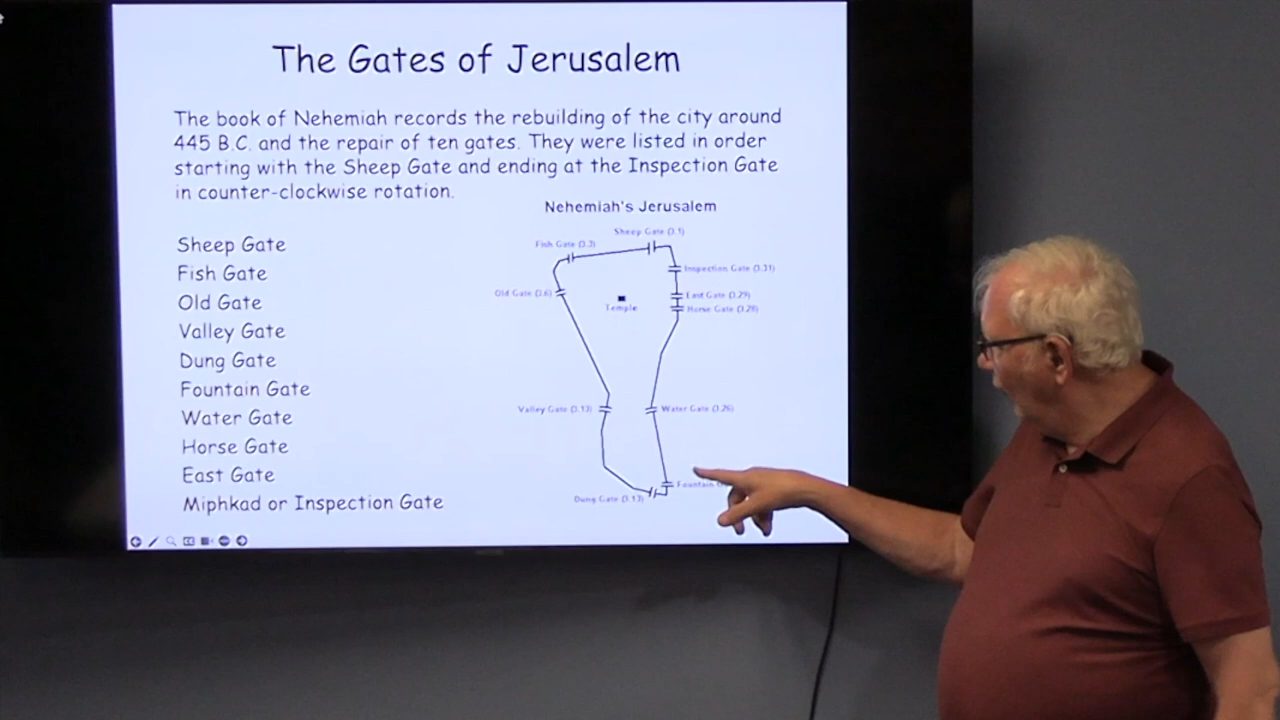 The Gates of Jerusalem
The book of Nehemiah records the rebuilding of the city around
445 B.C. and the repair of ten gates. They were listed in order
starting with the Sheep Gate and ending at the Inspection Gate
in counter-clockwise rotation.
Sheep Gate
Fish Gate
Old Gate
Valley Gate
Dung Gate
Fountain Gate
Water Gate
Horse Gate
East Gate
Miphkad or Inspection Gate
Nehemiah's Jerusalem
Sheep Gate (3.1)
Fish Gate (3.3)
Inspection Gate (3.31)
Old Gate (3.6)
East Gate (3.29)
Temple
Horse Gate (3.28)
Valley Gate (3.13)
Water Gate (3.26)
Fountain
Dung Gate (3.13)